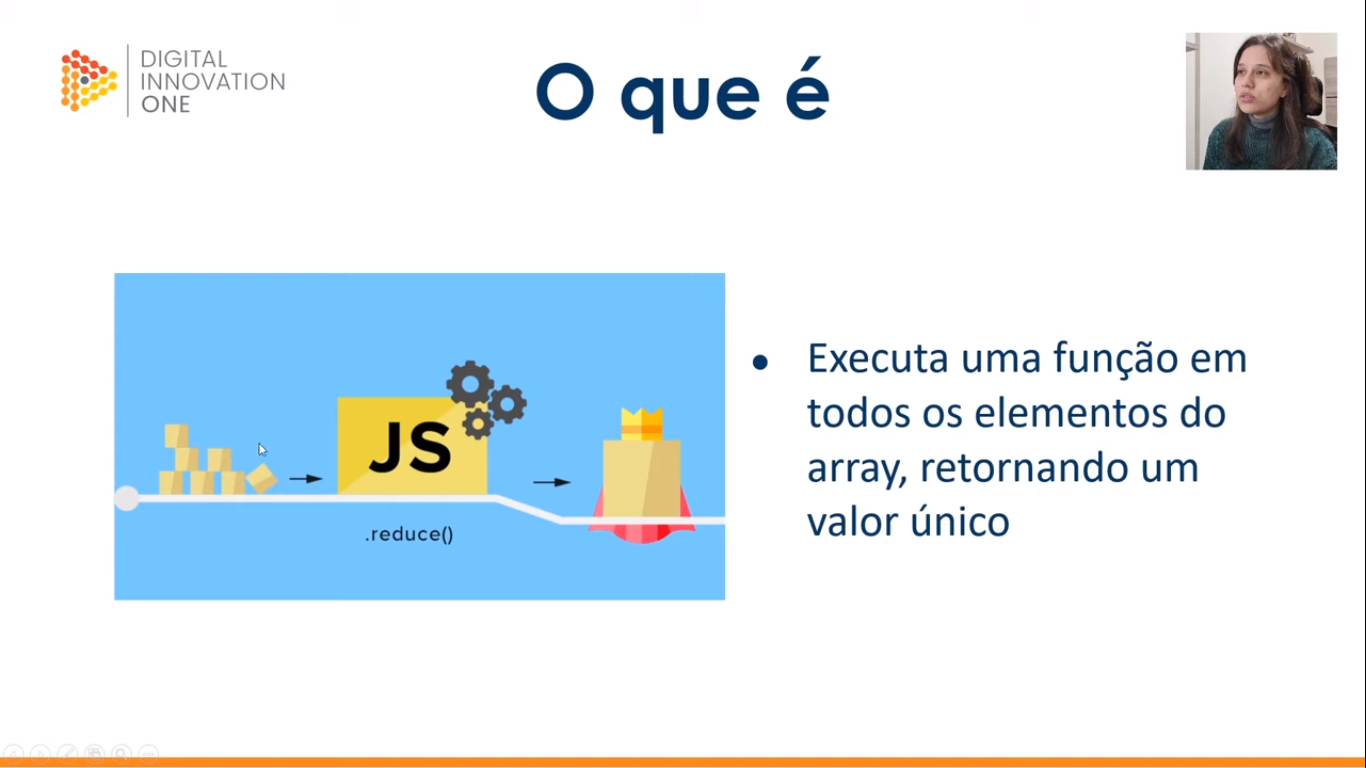 DIGITAL
INNOVATION
ONE
O que é
JS
.reduce()
● Executa uma função em
todos os elementos do
array, retornando um
valor único